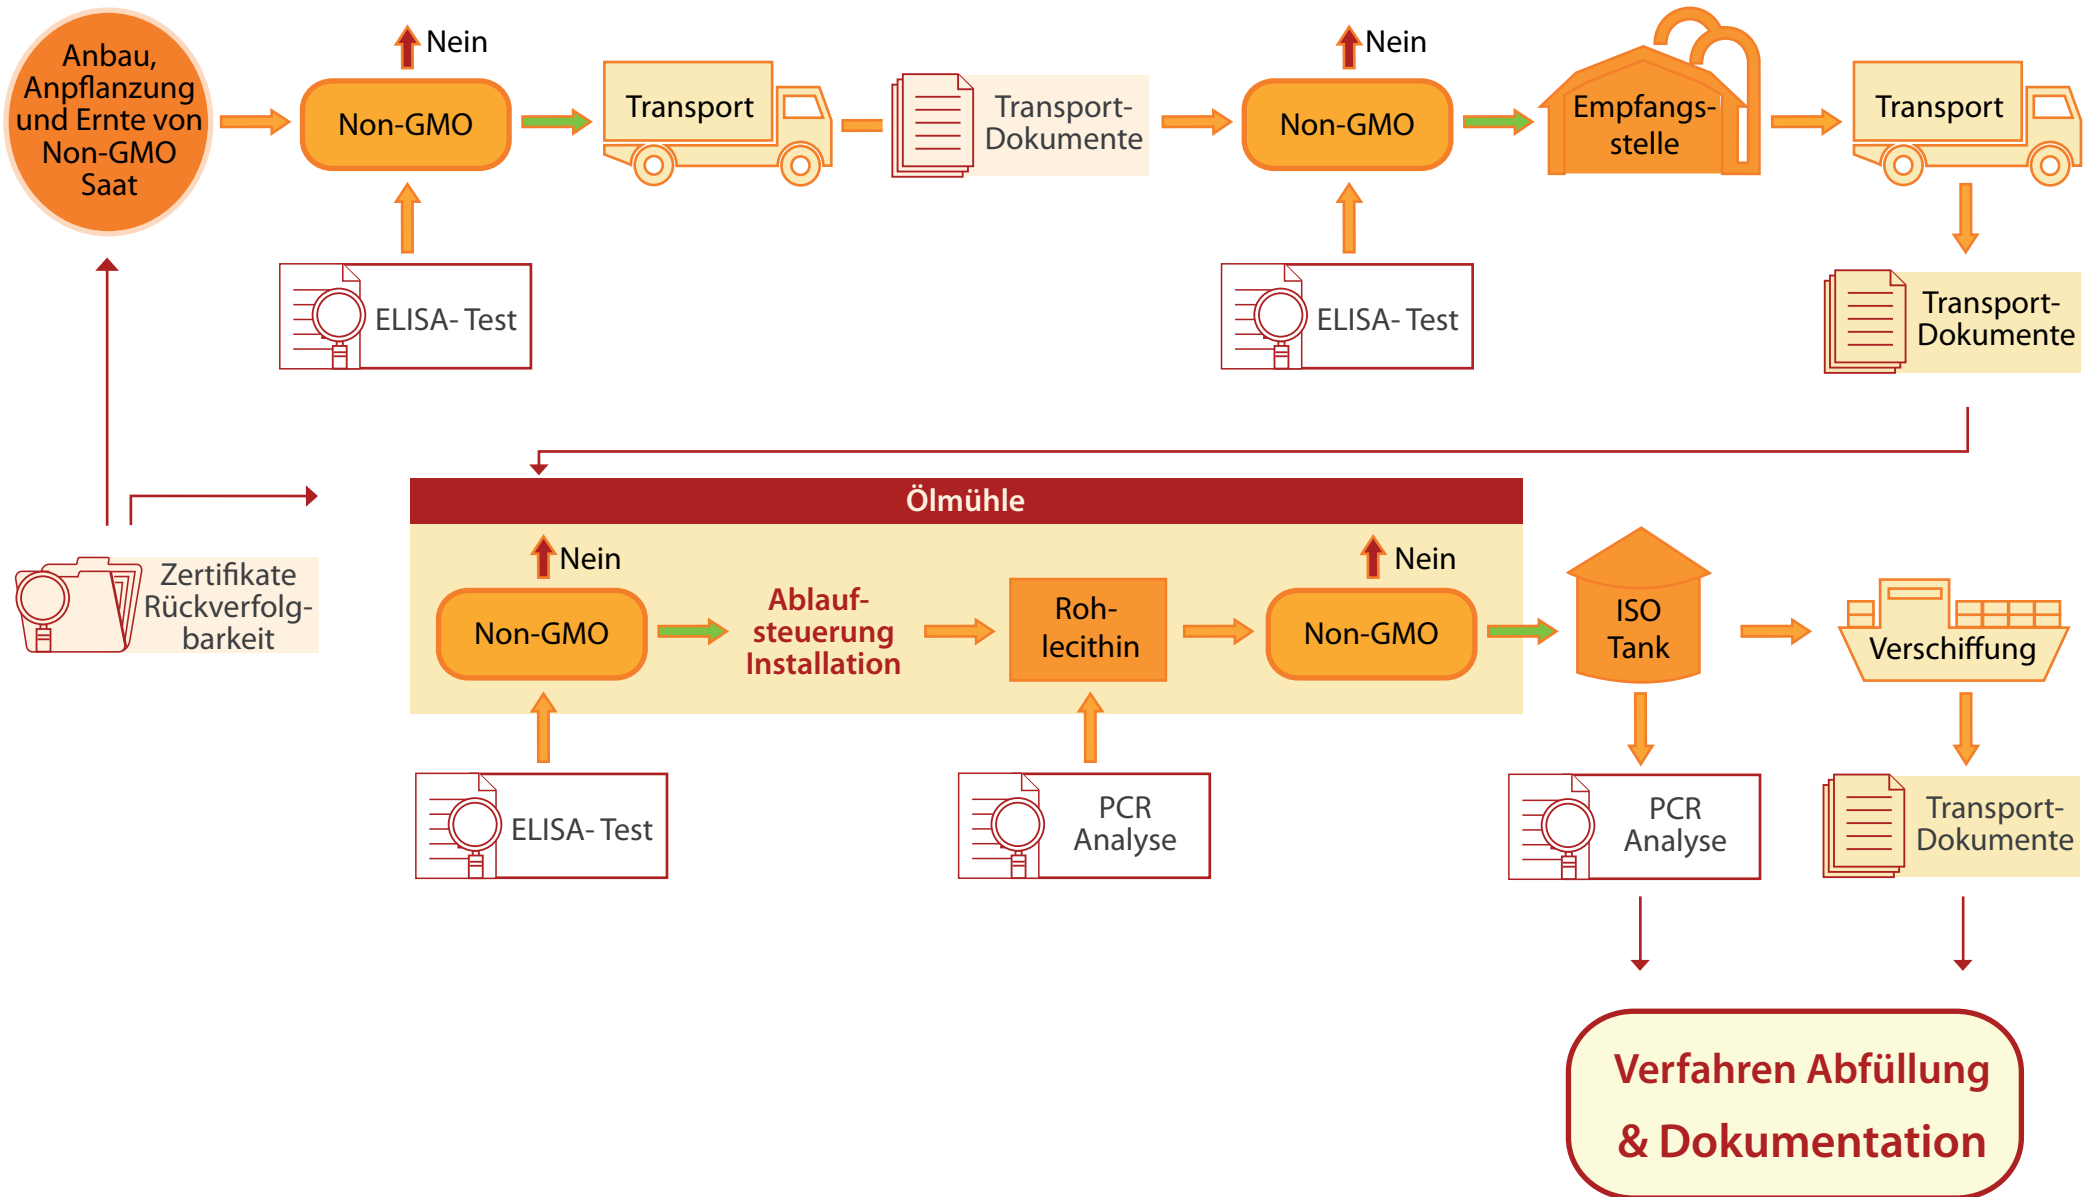 Anbau,
Anpflanzung
und Ernte von
Non-GMO
Saat
Nein
Non-GMO
ELISA- Test
Transport
Transport-
Dokumente
Nein
Non-GMO
ELISA- Test
Empfangs-
stelle
Transport
Transport-
Dokumente
Zertifikate
Rückverfolg-
barkeit
Ölmühle
Nein
Non-GMO
ELISA- Test
Ablauf-
steuerung
Installation
Roh-
lecithin
PCR
Analyse
Nein
Non-GMO
ISO
Tank
PCR
Analyse
Verschiffung
Transport-
Dokumente
Verfahren Abfüllung
& Dokumentation